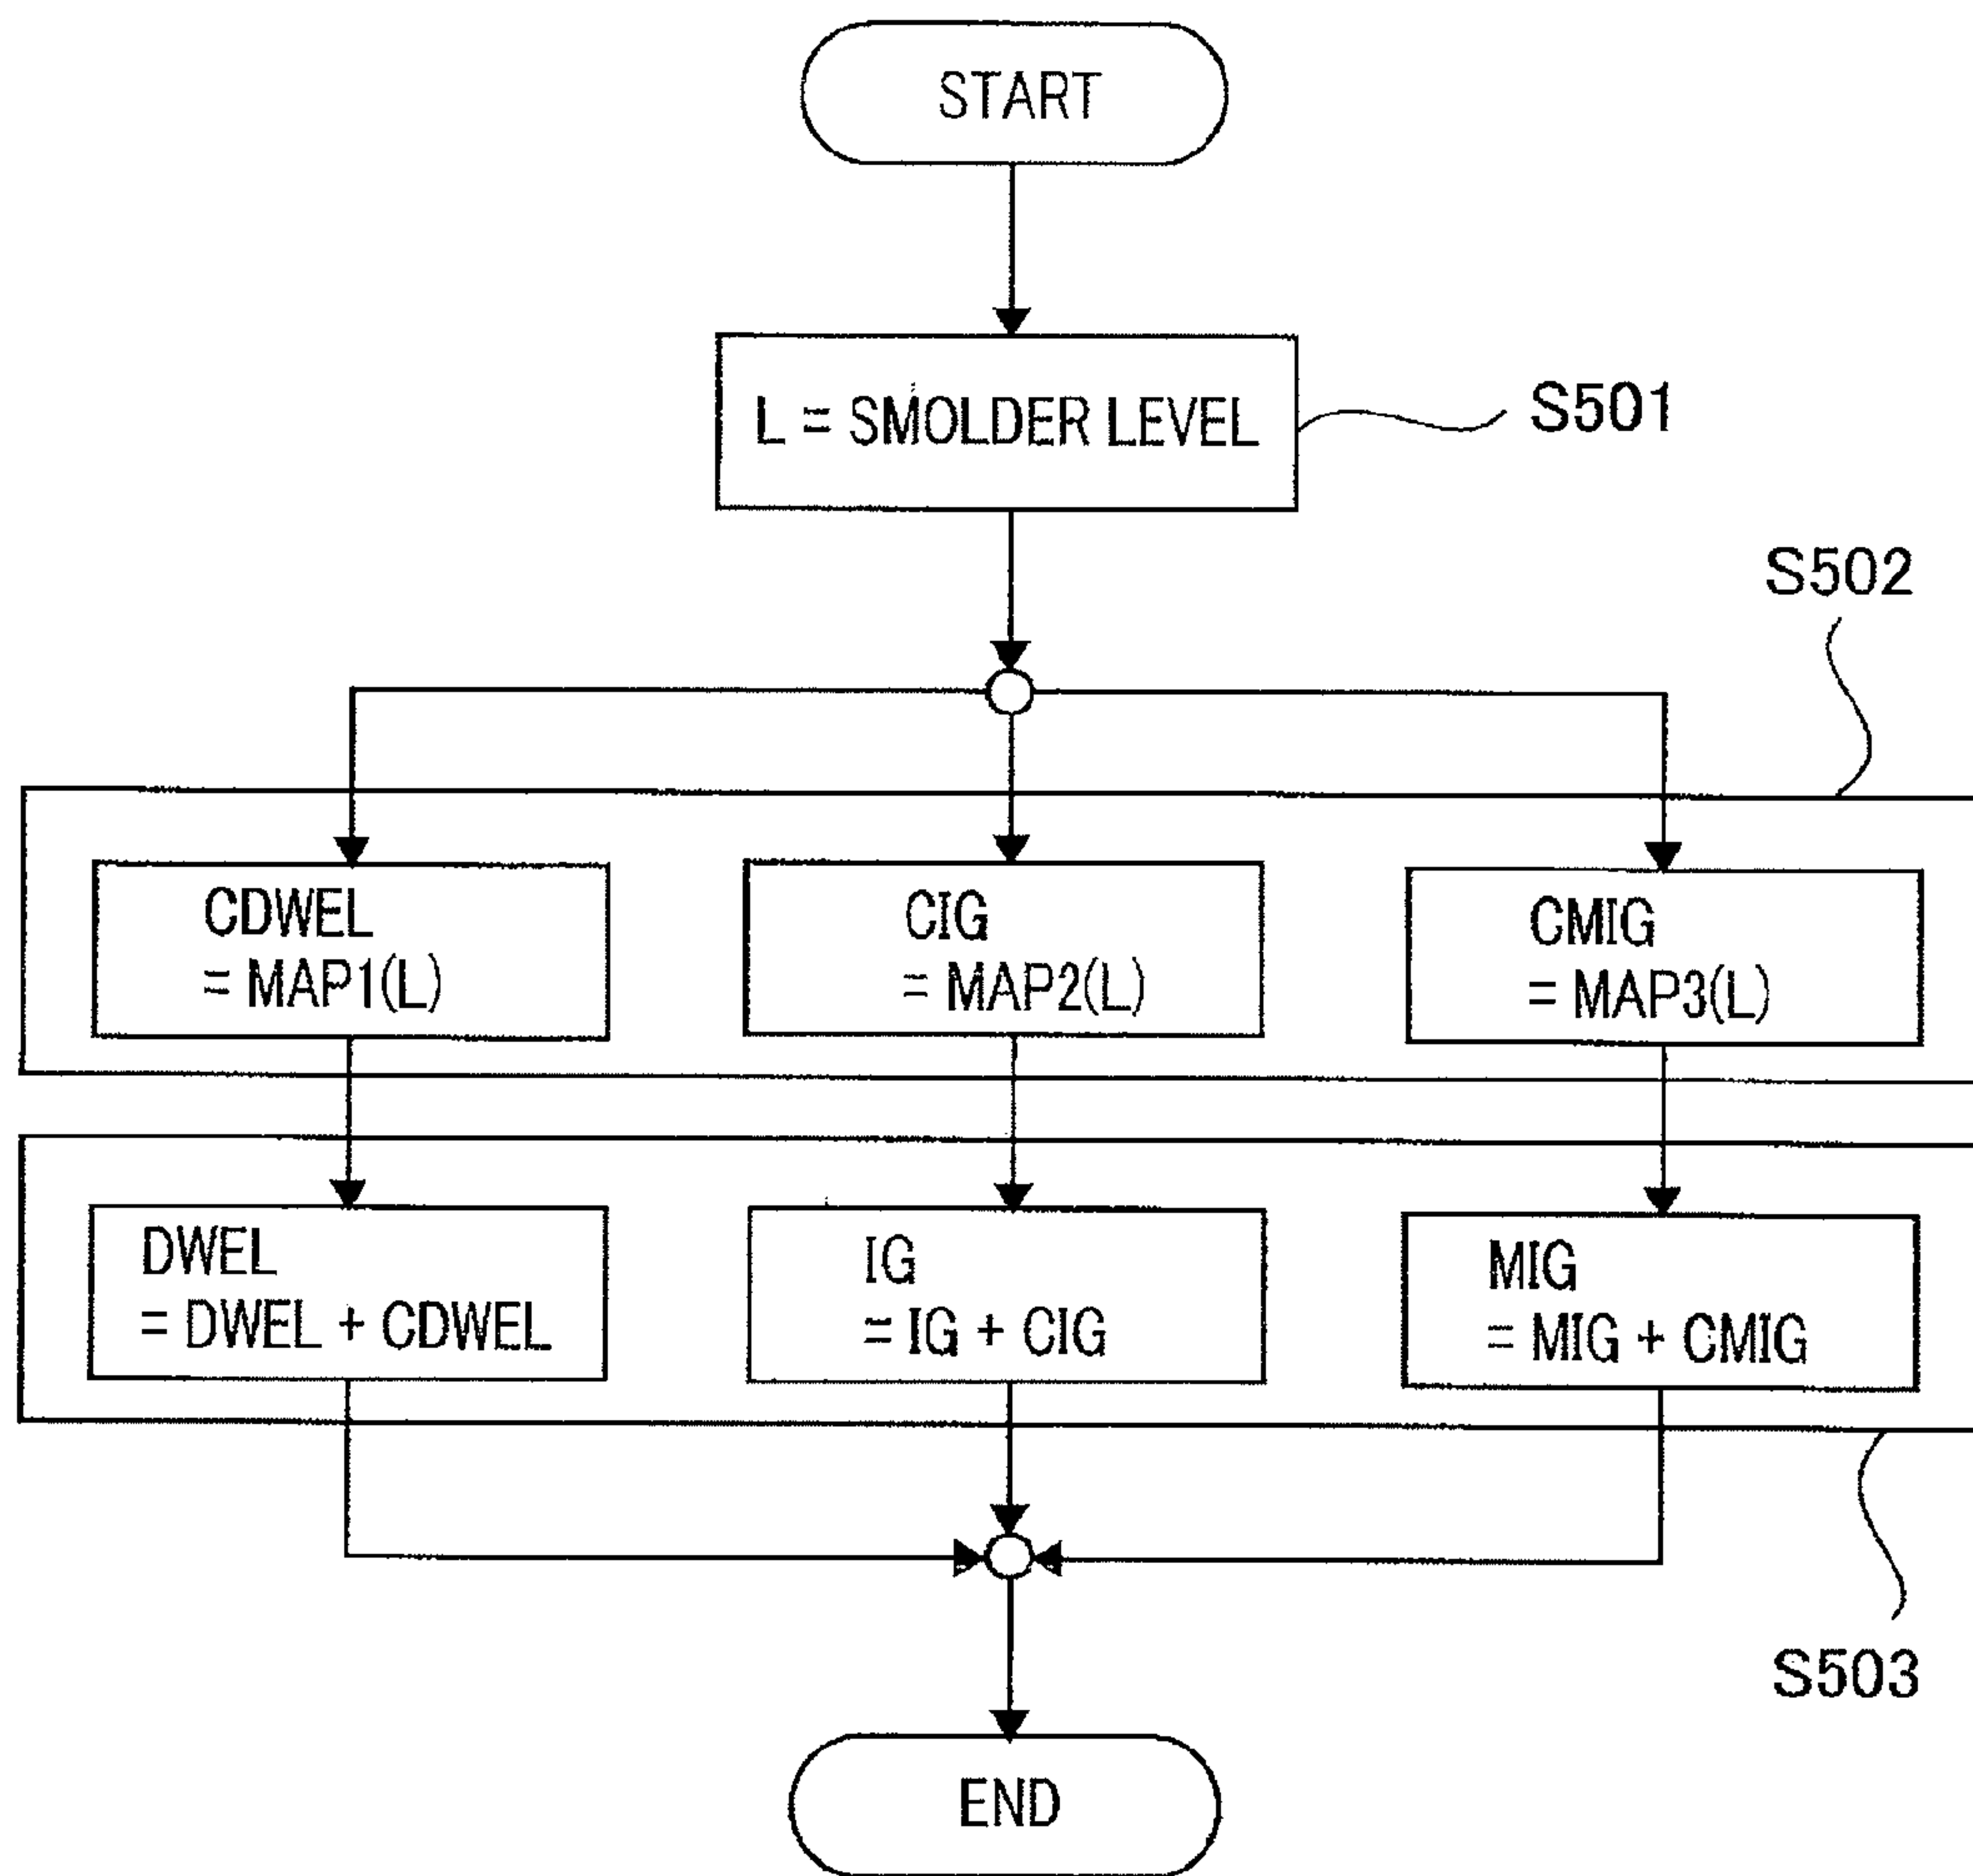 START
L = SMOLDER LEVEL
S501
S502
CDWEL
= MAP1(L)
CIG
= MAP2(L)
CMIG
= MAP3(L)
DWEL
= DWEL + CDWEL
IG
= IG + CIG
MIG
= MIG + CMIG
S503
END